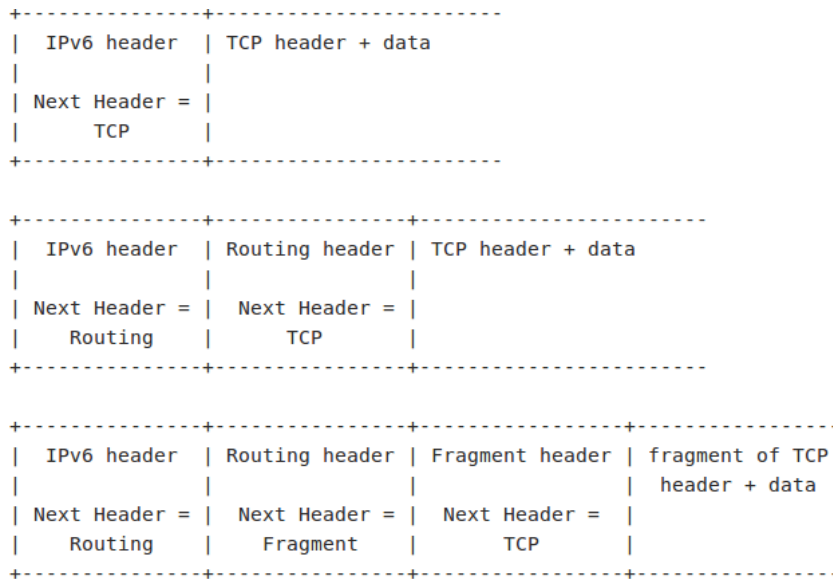 +---------------+------------------------
|  IPv6 header  | TCP header + data
|               |
| Next Header = |
|      TCP      |
+---------------+------------------------

+---------------+----------------+------------------------
|  IPv6 header  | Routing header | TCP header + data
|               |                |
| Next Header = |  Next Header = |
|    Routing    |      TCP       |
+---------------+----------------+------------------------

+---------------+----------------+-----------------+-----------------
|  IPv6 header  | Routing header | Fragment header | fragment of TCP
|               |                |                 |  header + data
| Next Header = |  Next Header = |  Next Header =  |
|    Routing    |    Fragment    |       TCP       |
+---------------+----------------+-----------------+-----------------